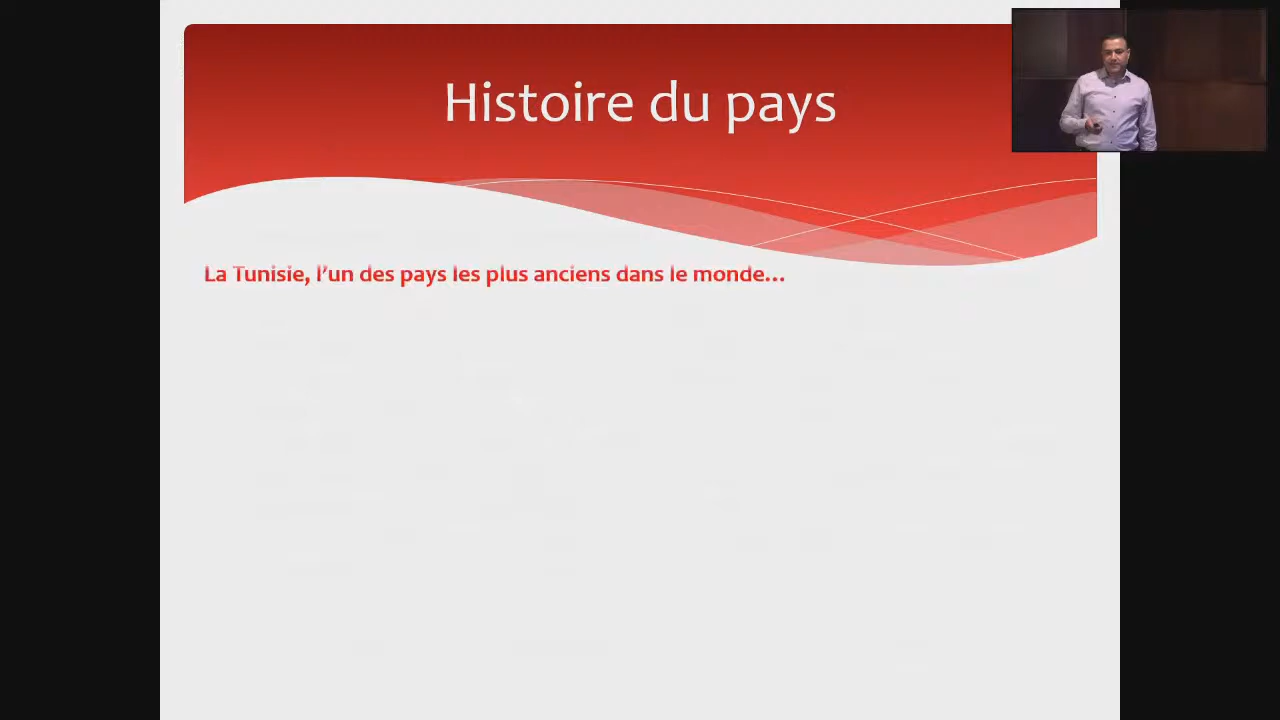 Histoire du pays
La Tunisie, l’un des pays les plus anciens dans le monde...